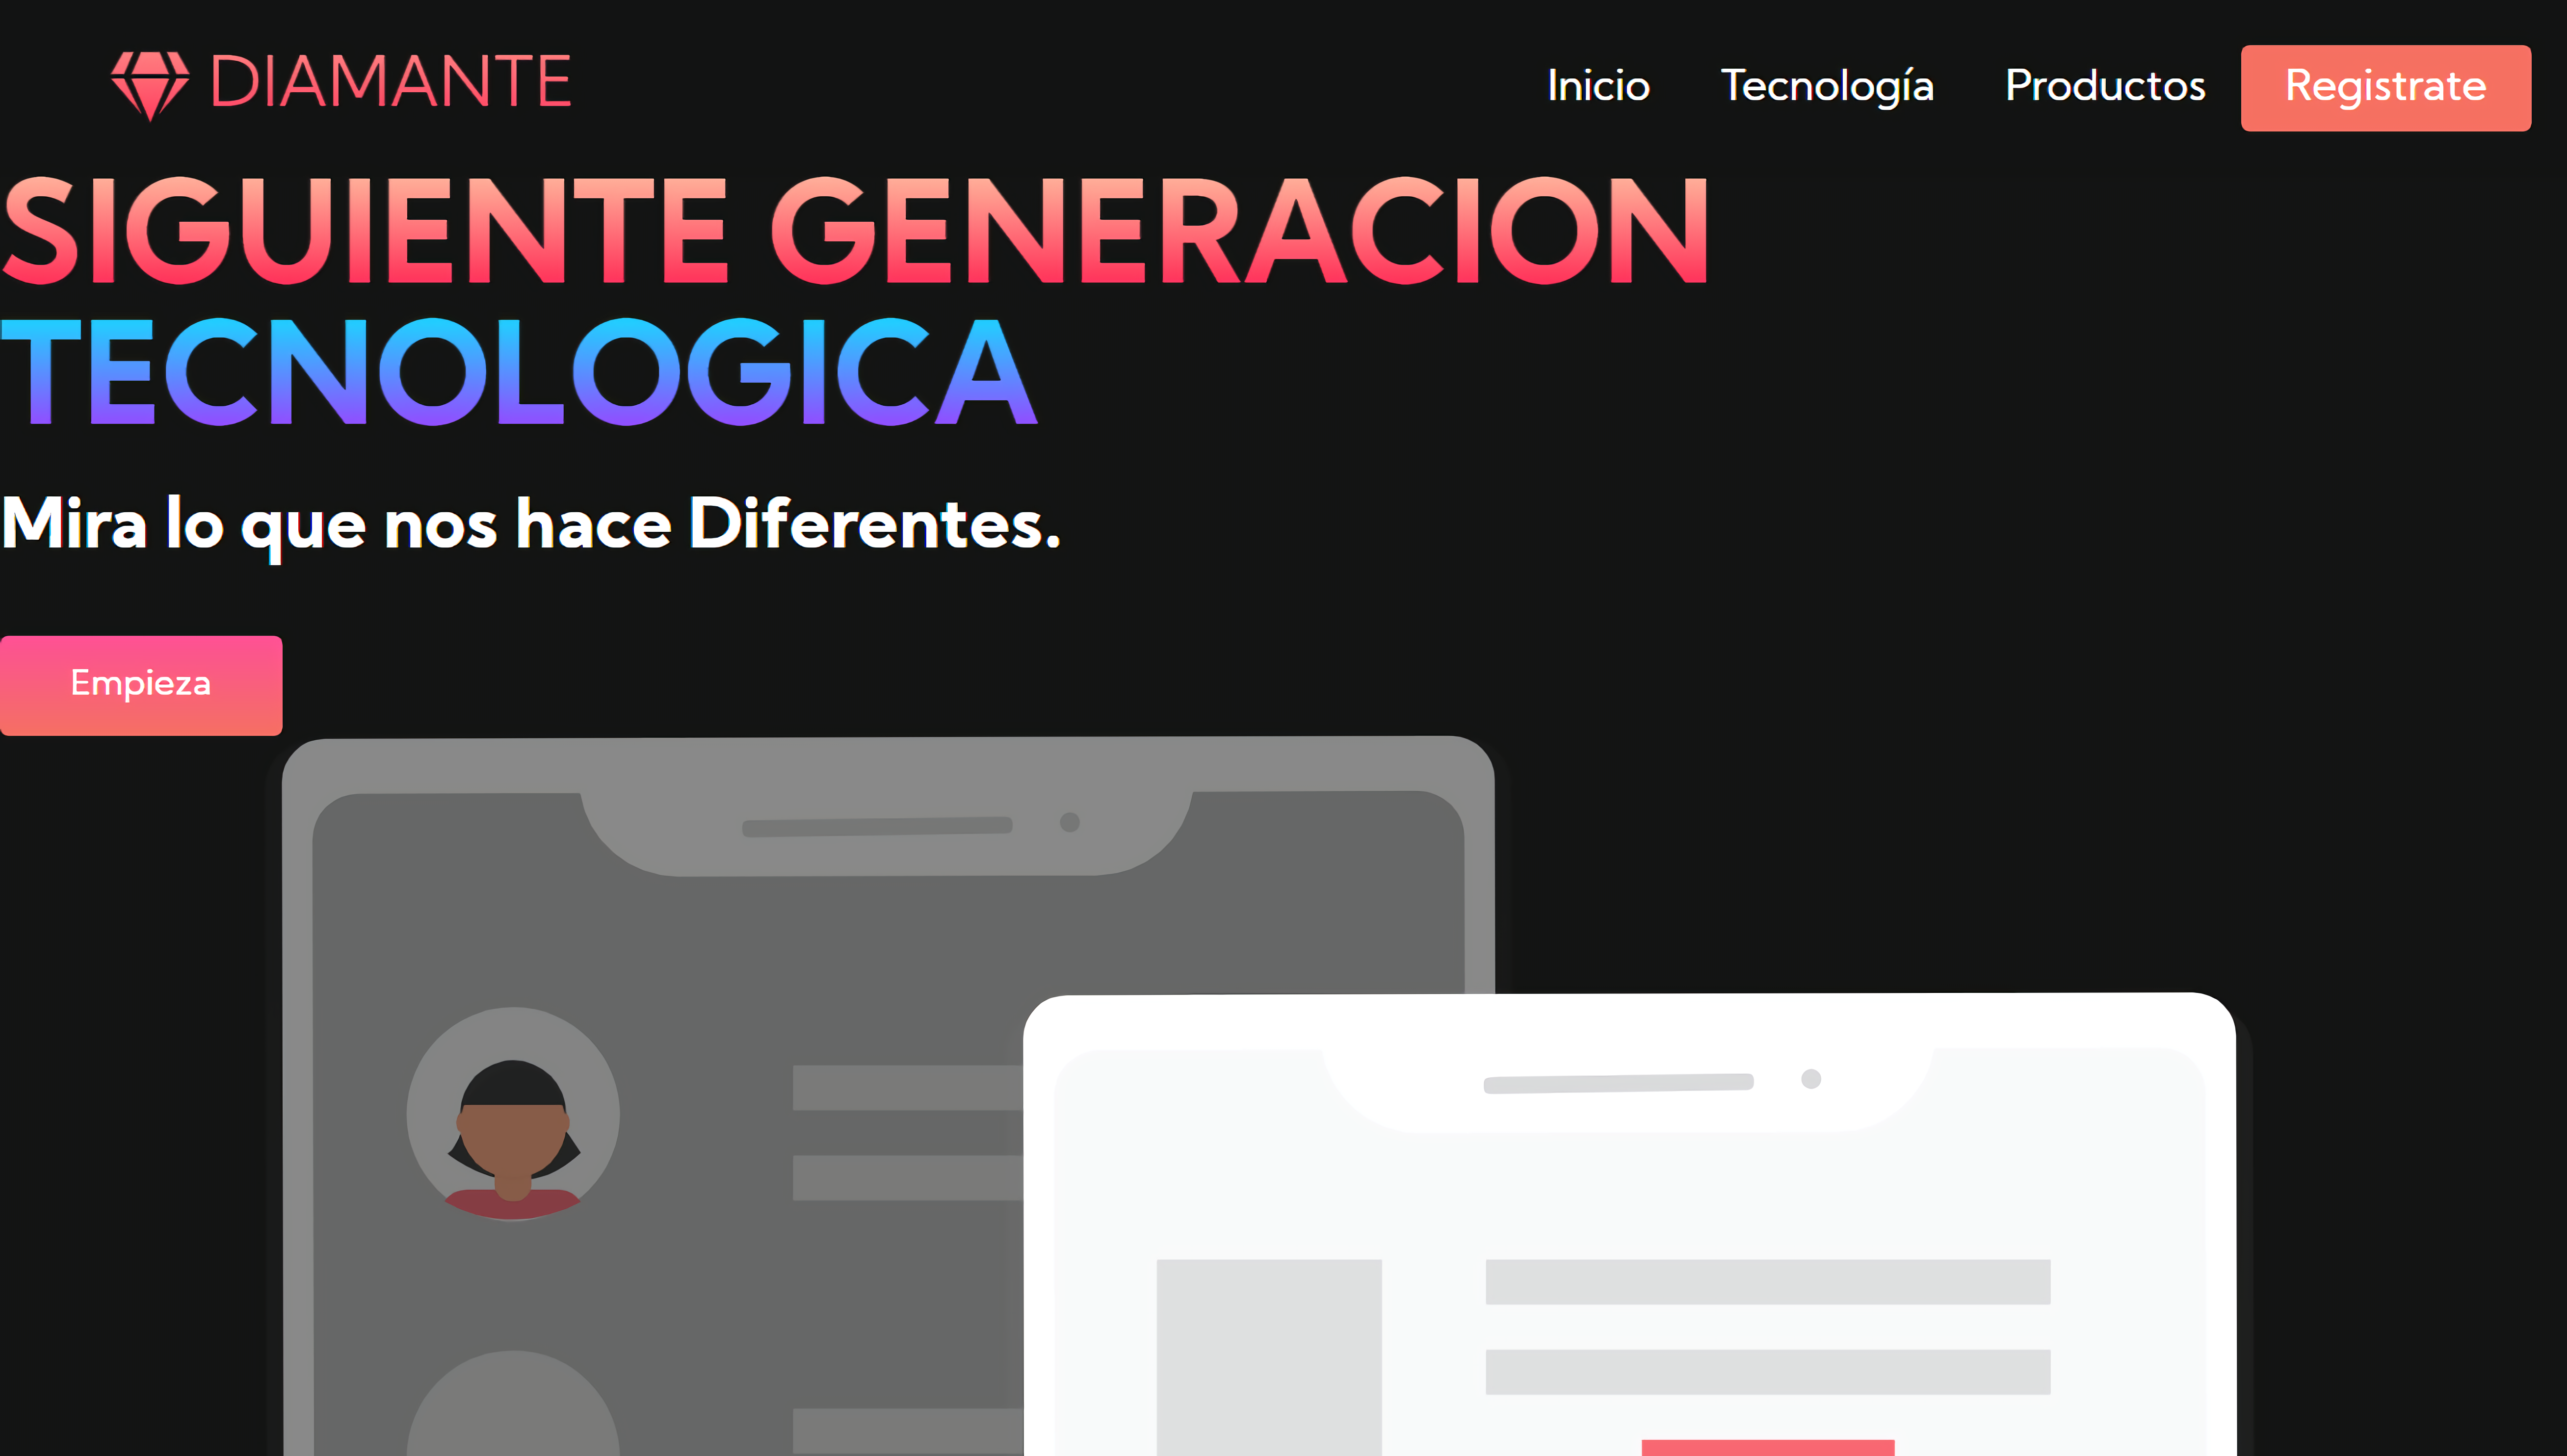 DIAMANTE
Inicio Tecnología Productos Registrate
SIGUIENTE GENERACION
TECNOLOGICA
Mira lo que nos hace Diferentes.
Empieza